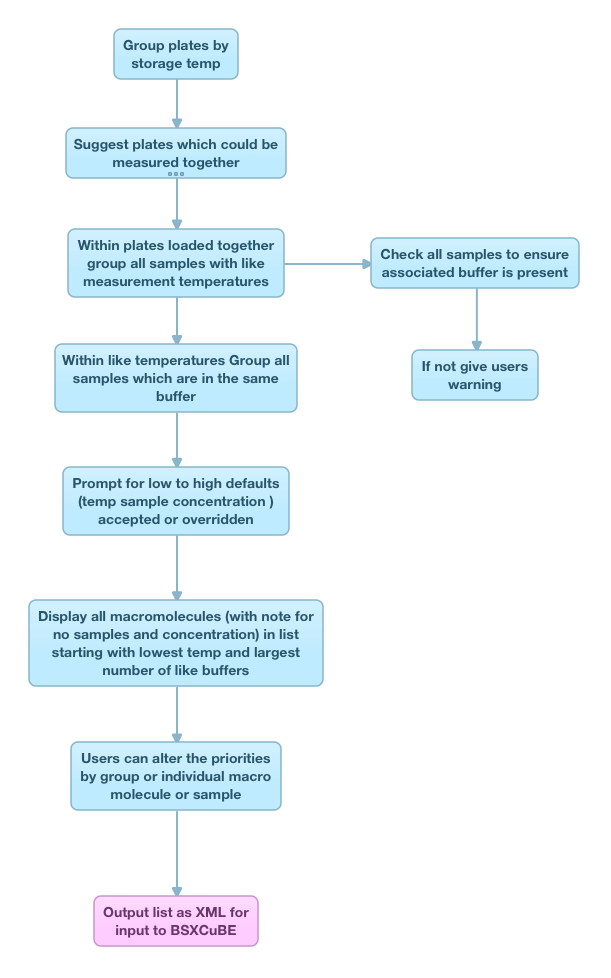 Group plates by
storage temp
Suggest plates which could be
measured together
Within plates loaded together
group all samples with like
measurement temperatures
Check all samples to ensure
associated buffer is present
If not give users
warning
Within like temperatures Group all
samples which are in the same
buffer
Prompt for low to high defaults
(temp sample concentration )
accepted or overridden
Display all macromolecules (with note for
no samples and concentration) in list
starting with lowest temp and largest
number of like buffers
Users can alter the priorities
by group or individual macro
molecule or sample
Output list as XML for
input to BSXCuBE